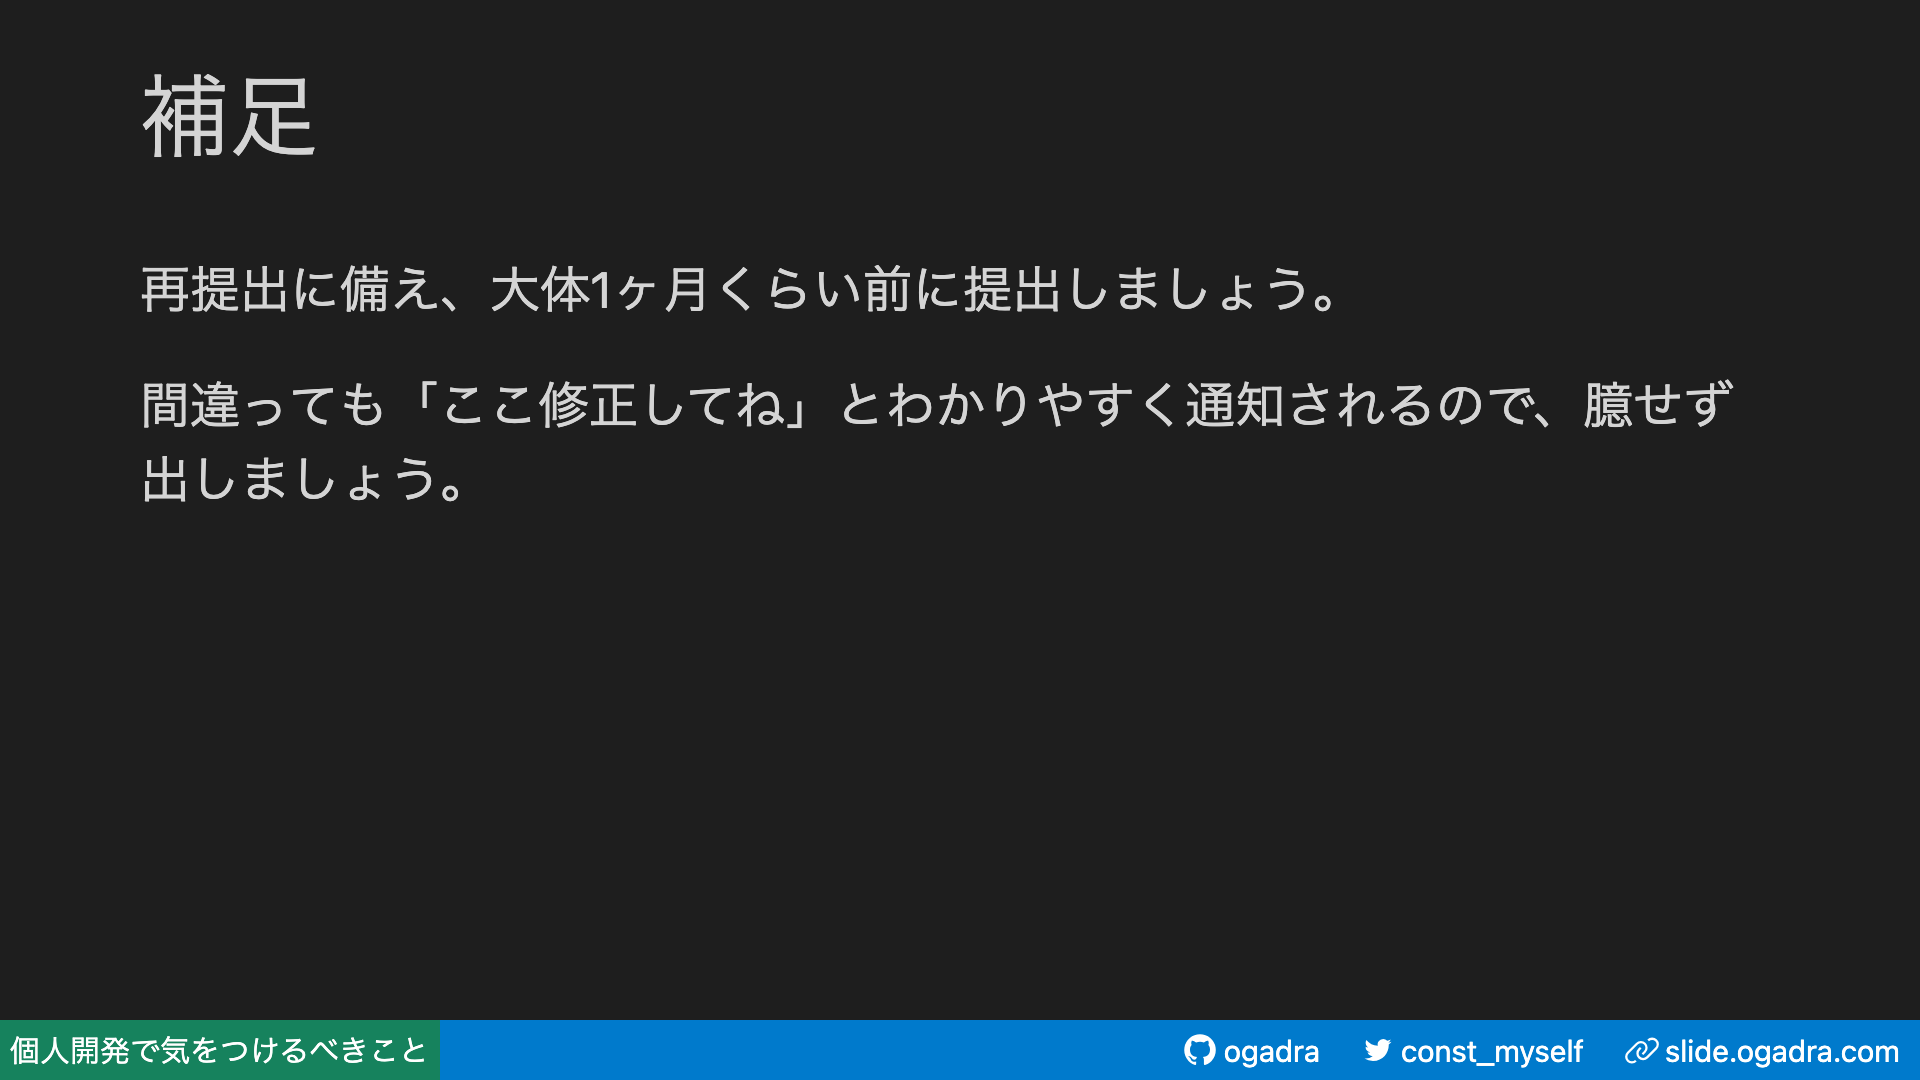 補足
再提出に備え、大体1ヶ月くらい前に提出しましょう。
間違っても「ここ修正してね」とわかりやすく通知されるので、臆せず
出しましょう。
個人開発で気をつけるべきこと
ogadra
const_myself
slide.ogadra.com